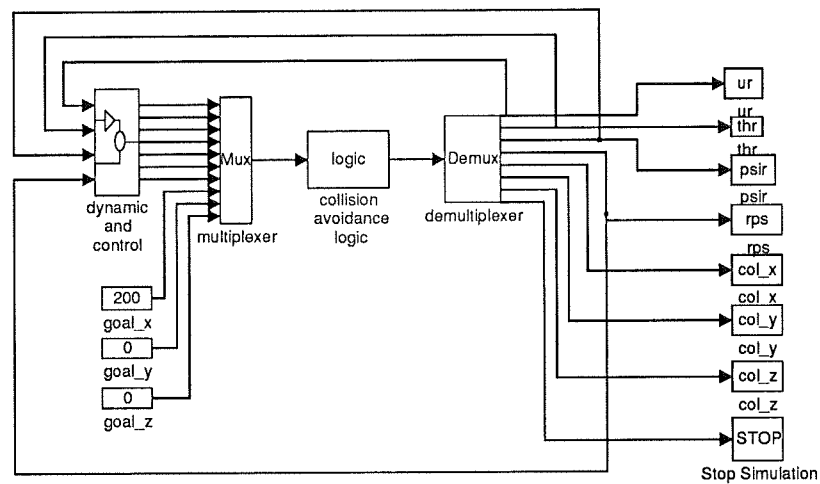 ur
ur
thr
thr
psir
psir
rps
rps
col_x
col_x
col_y
col_y
col_z
col_z
STOP
Stop Simulation
dynamic
and
control
Mux
multiplexer
logic
collision
avoidance
logic
Demux
demultiplexer
200
goal_x
0
goal_y
0
goal_z